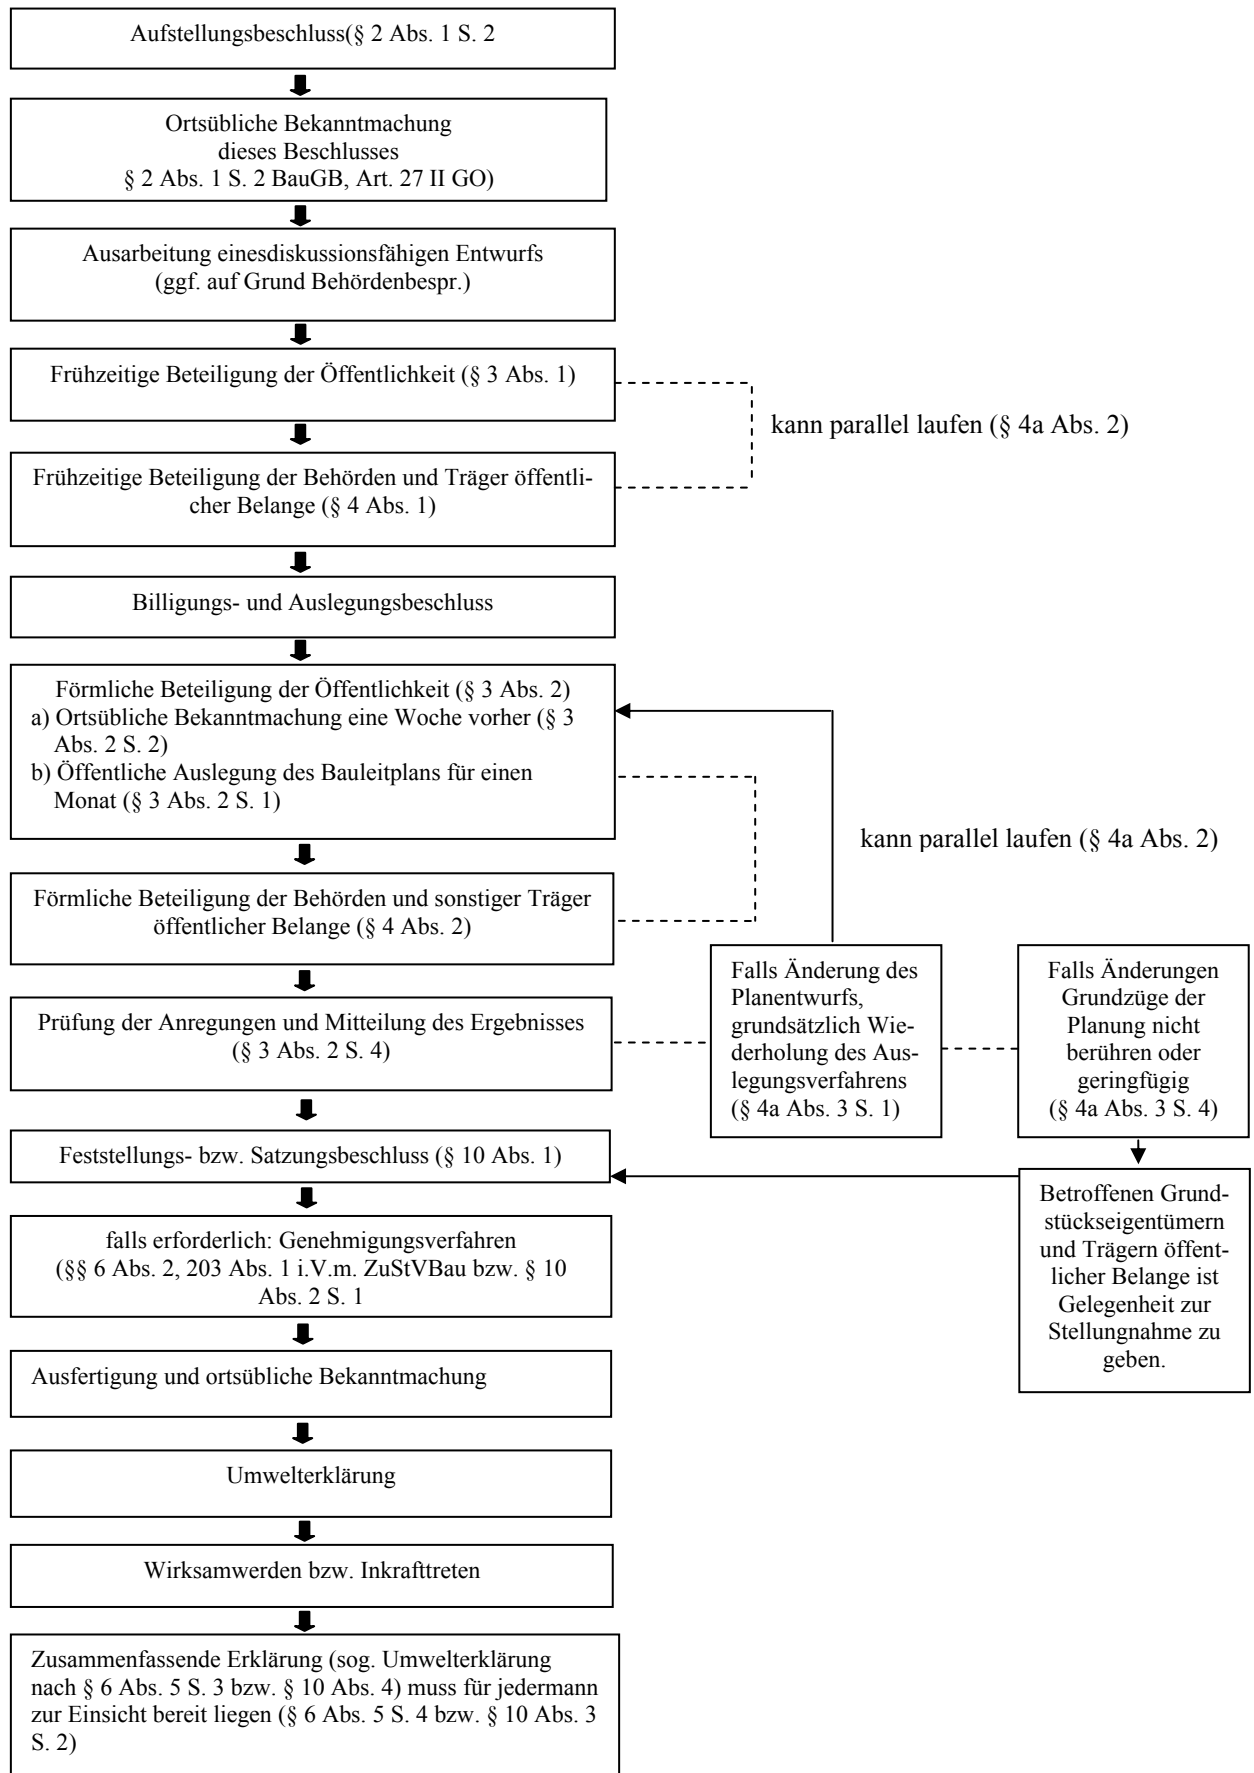 Aufstellungsbeschluss(§ 2 Abs. 1 S. 2
Ortsübliche Bekanntmachung
dieses Beschlusses
§ 2 Abs. 1 S. 2 BauGB, Art. 27 II GO)
Ausarbeitung einesdiskussionsfähigen Entwurfs
(ggf. auf Grund Behördenbespr.)
Frühzeitige Beteiligung der Öffentlichkeit (§ 3 Abs. 1)
kann parallel laufen (§ 4a Abs. 2)
Frühzeitige Beteiligung der Behörden und Träger öffentli-
cher Belange (§ 4 Abs. 1)
Billigungs- und Auslegungsbeschluss
Förmliche Beteiligung der Öffentlichkeit (§ 3 Abs. 2)
a) Ortsübliche Bekanntmachung eine Woche vorher (§ 3
Abs. 2 S. 2)
b) Öffentliche Auslegung des Bauleitplans für einen
Monat (§ 3 Abs. 2 S. 1)
kann parallel laufen (§ 4a Abs. 2)
Förmliche Beteiligung der Behörden und sonstiger Träger
öffentlicher Belange (§ 4 Abs. 2)
Prüfung der Anregungen und Mitteilung des Ergebnisses
(§ 3 Abs. 2 S. 4)
Falls Änderung des
Planentwurfs,
grundsätzlich Wie-
derholung des Aus-
legungsverfahrens
(§ 4a Abs. 3 S. 1)
Falls Änderungen
Grundzüge der
Planung nicht
berühren oder
geringfügig
(§ 4a Abs. 3 S. 4)
Feststellungs- bzw. Satzungsbeschluss (§ 10 Abs. 1)
Betroffenen Grund-
stückseigentümern
und Trägern öffent-
licher Belange ist
Gelegenheit zur
Stellungnahme zu
geben.
falls erforderlich: Genehmigungsverfahren
(§§ 6 Abs. 2, 203 Abs. 1 i.V.m. ZuStVBau bzw. § 10
Abs. 2 S. 1
Ausfertigung und ortsübliche Bekanntmachung
Umwelterklärung
Wirksamwerden bzw. Inkrafttreten
Zusammenfassende Erklärung (sog. Umwelterklärung
nach § 6 Abs. 5 S. 3 bzw. § 10 Abs. 4) muss für jedermann
zur Einsicht bereit liegen (§ 6 Abs. 5 S. 4 bzw. § 10 Abs. 3
S. 2)